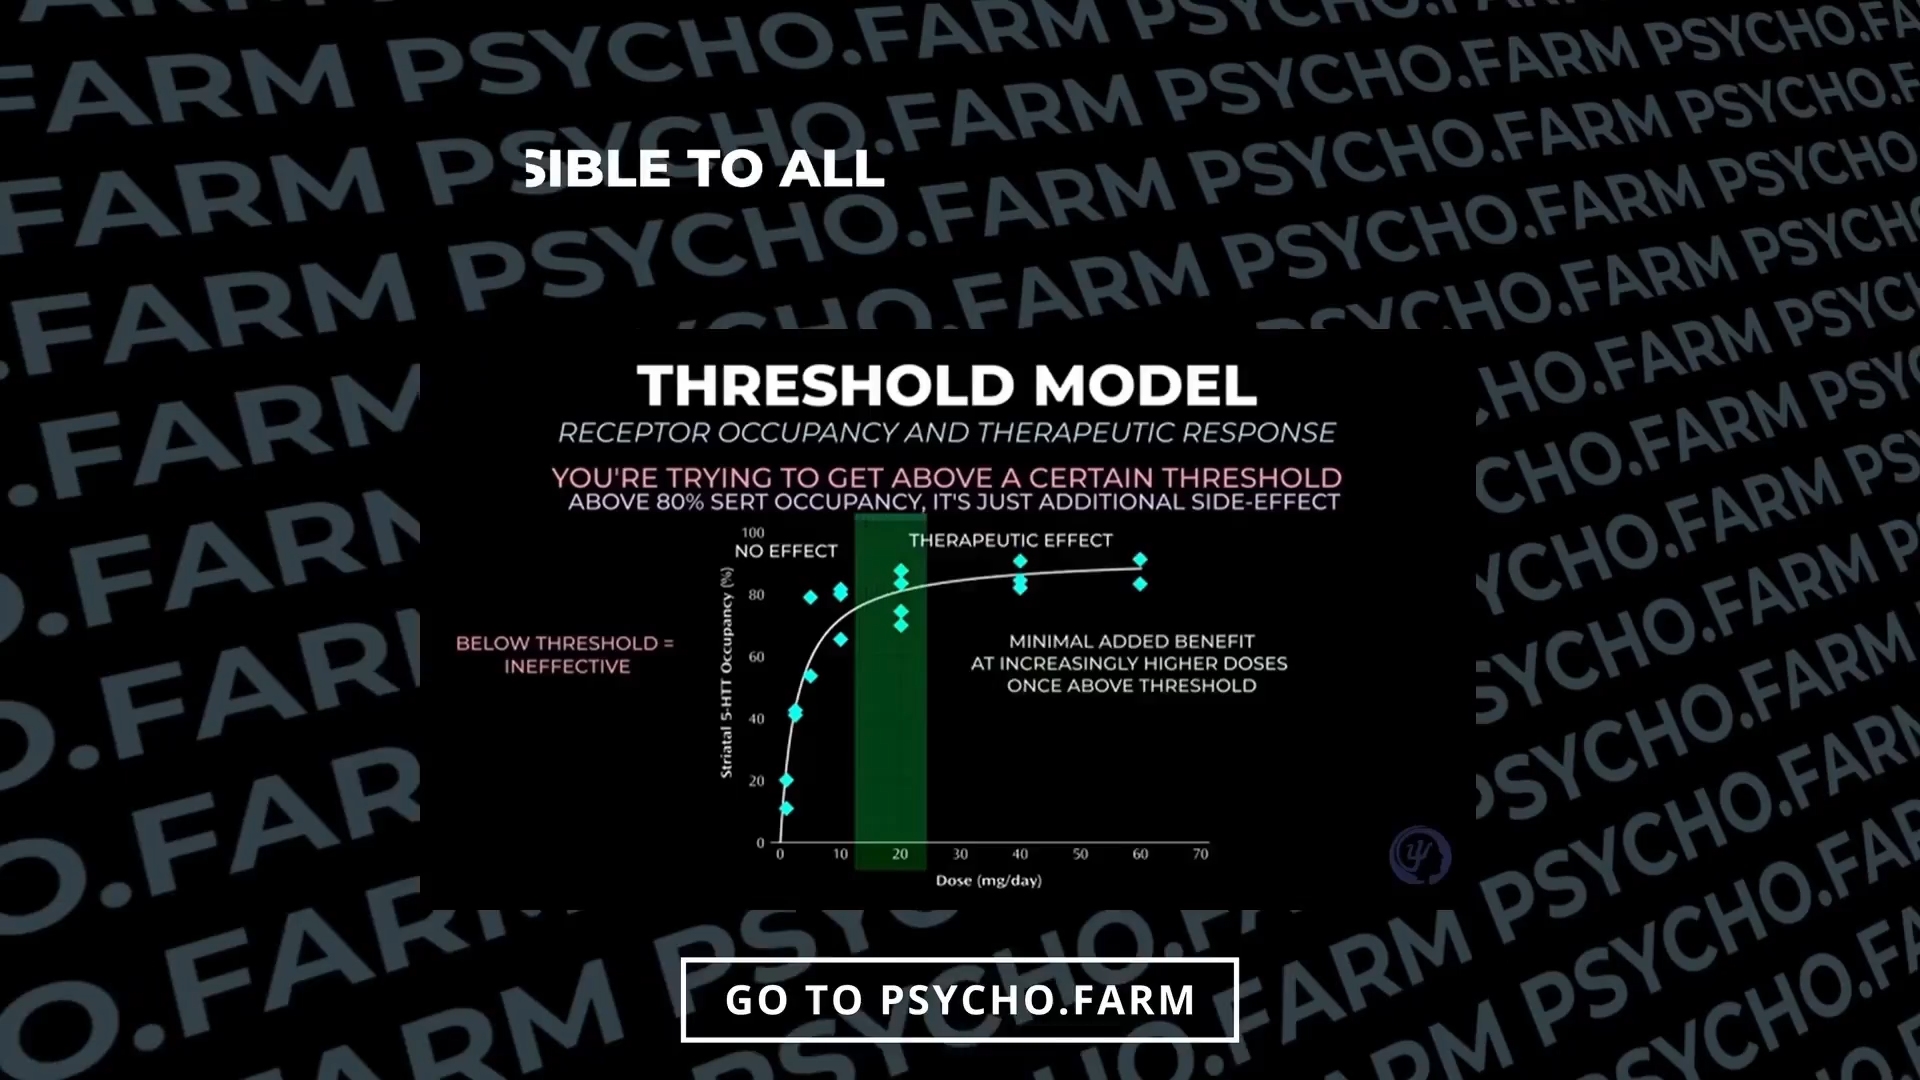 FARM PSYCHO.FARM PSYCHO.FARM PSYCHO.FARM
SIBLE TO ALL
THRESHOLD MODEL
RECEPTOR OCCUPANCY AND THERAPEUTIC RESPONSE
YOU'RE TRYING TO GET ABOVE A CERTAIN THRESHOLD
ABOVE 80% SERT OCCUPANCY, IT'S JUST ADDITIONAL SIDE-EFFECT
NO EFFECT
THERAPEUTIC EFFECT
Striatal 5-HTT Occupancy (%)
100
80
60
40
20
0
BELOW THRESHOLD =
INEFFECTIVE
MINIMAL ADDED BENEFIT
AT INCREASINGLY HIGHER DOSES
ONCE ABOVE THRESHOLD
0 10 20 30 40 50 60 70
Dose (mg/day)
GO TO PSYCHO.FARM